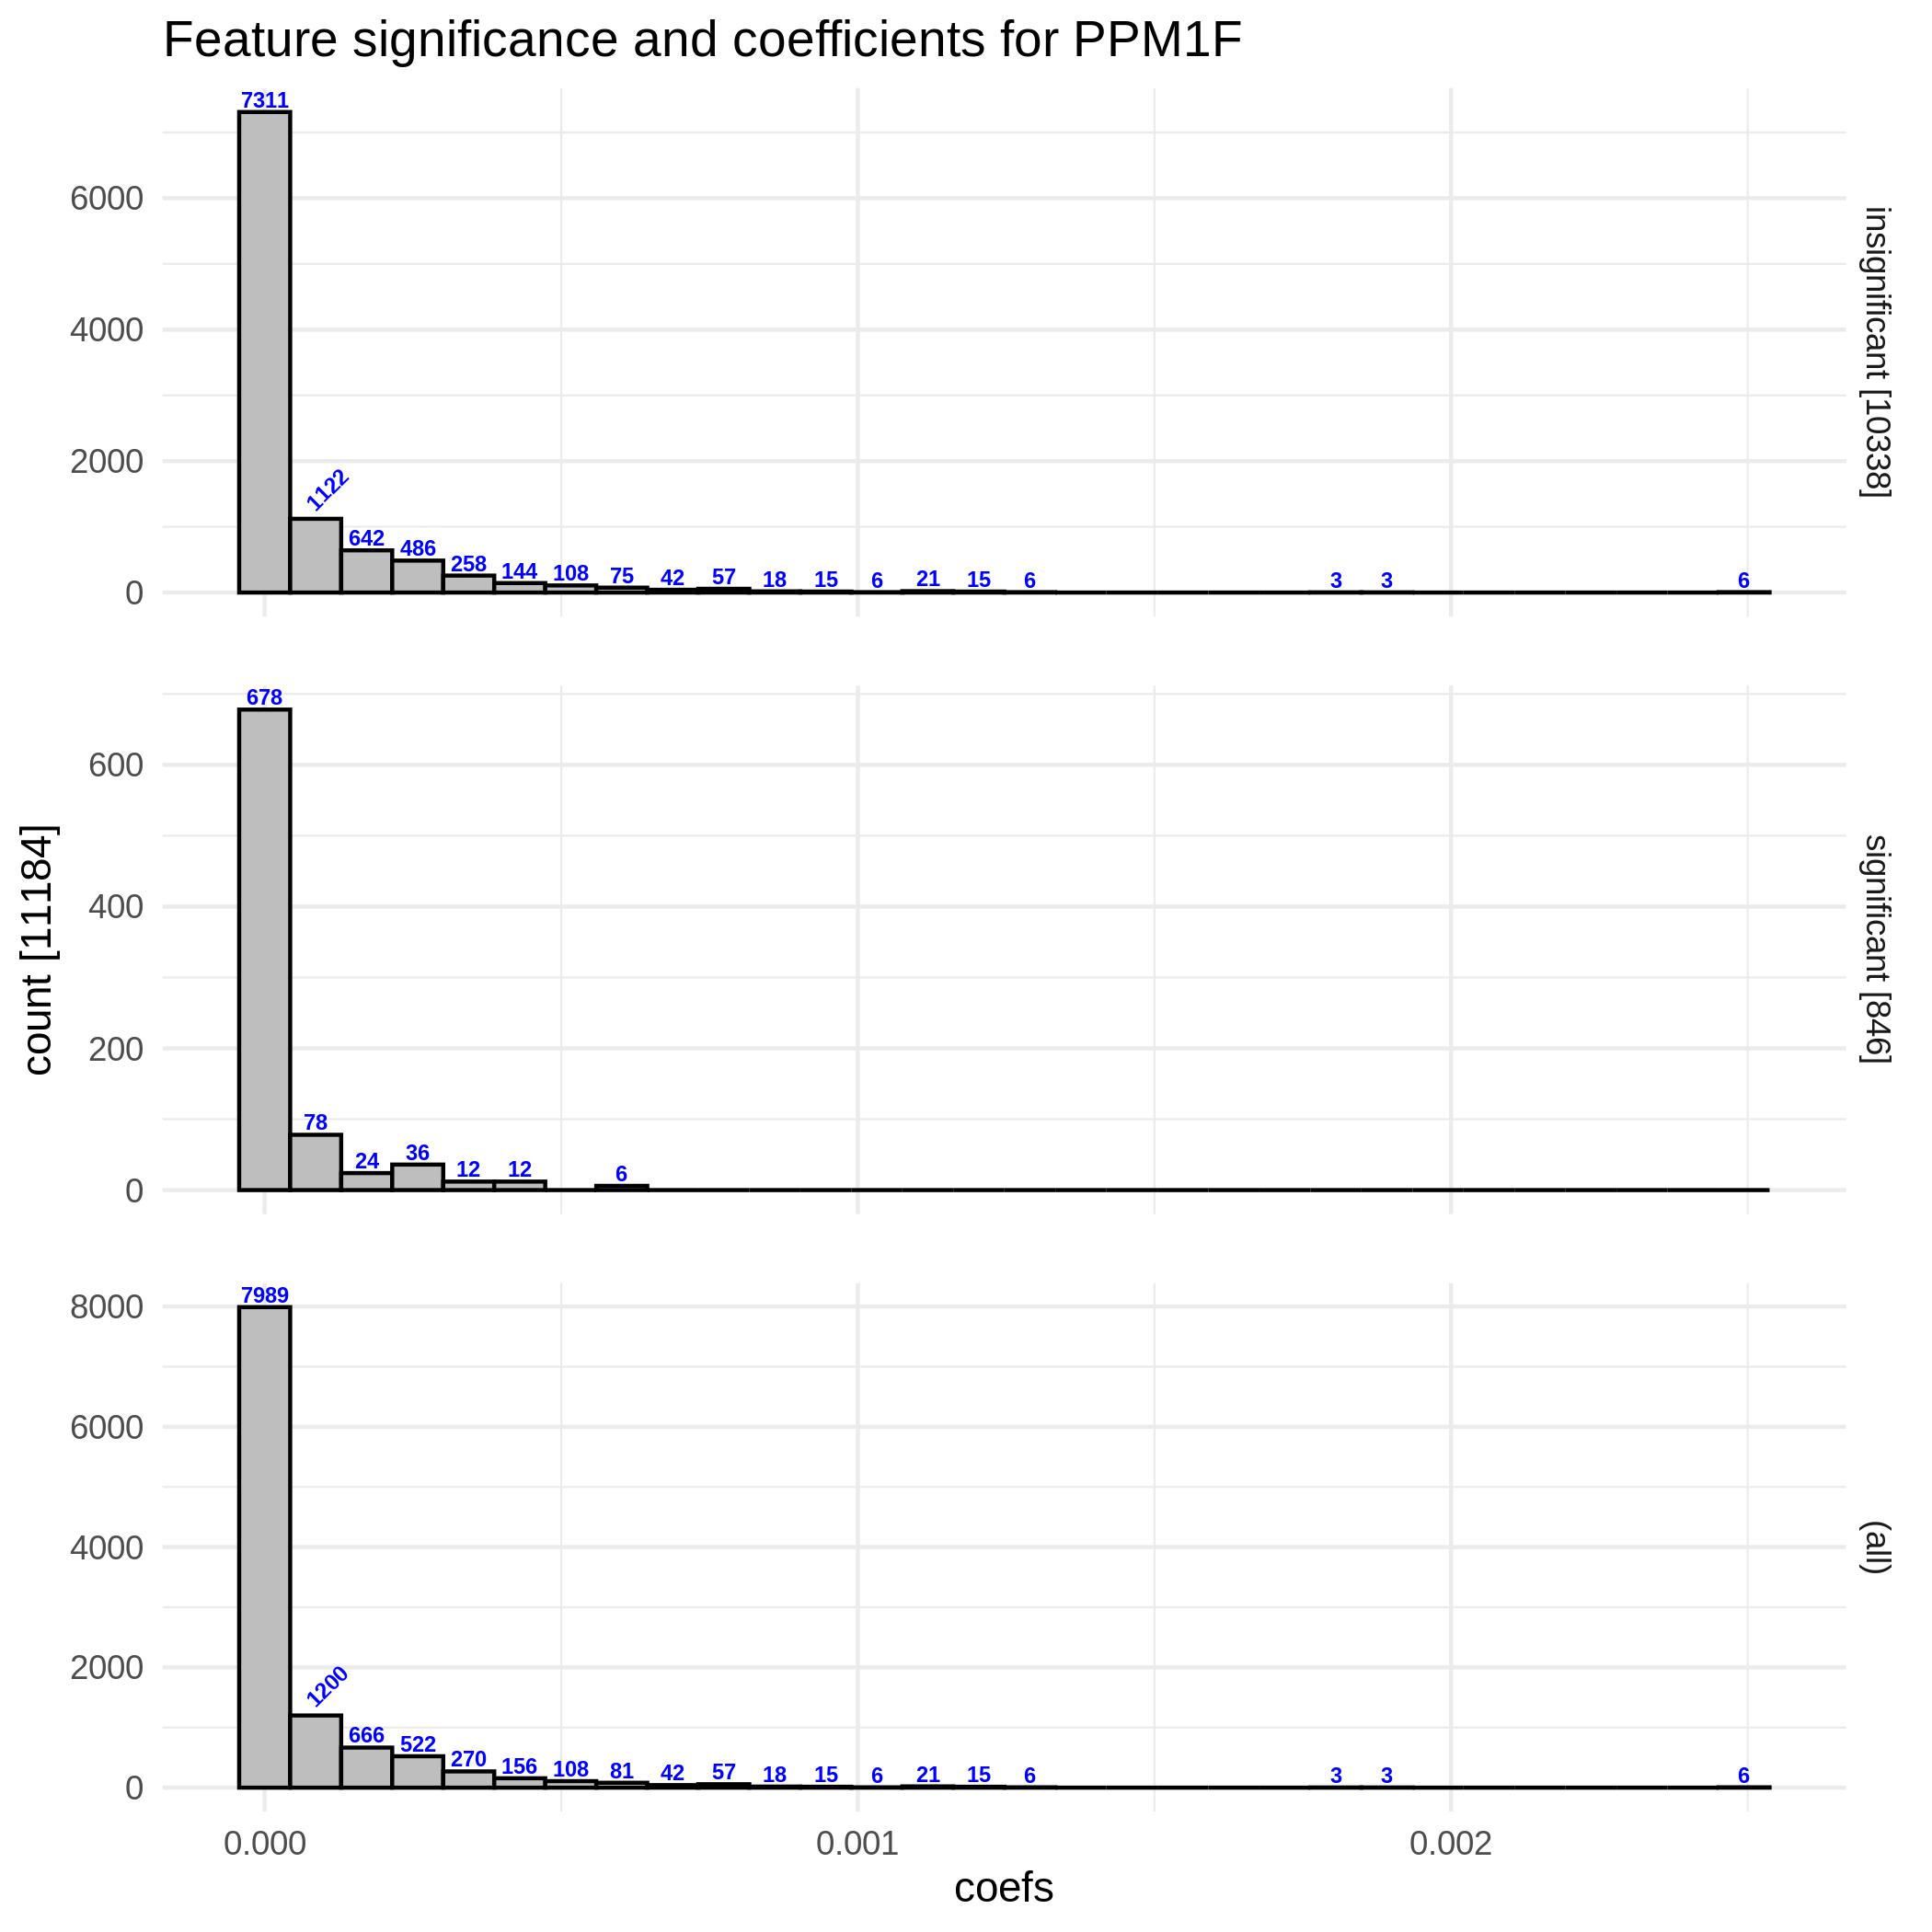 Feature significance and coefficients for PPM1F
count [11184]
7311
1122
642 486 258 144 108 75 42 57 18 15 6 21 15 6 3 3 6
6000
4000
2000
0
insignificant [10338]
678
78
24 36 12 12 6
600
400
200
0
significant [846]
7989
1200
666 522 270 156 108 81 42 57 18 15 6 21 15 6 3 3 6
8000
6000
4000
2000
0
(all)
0.000 0.001 0.002
coefs